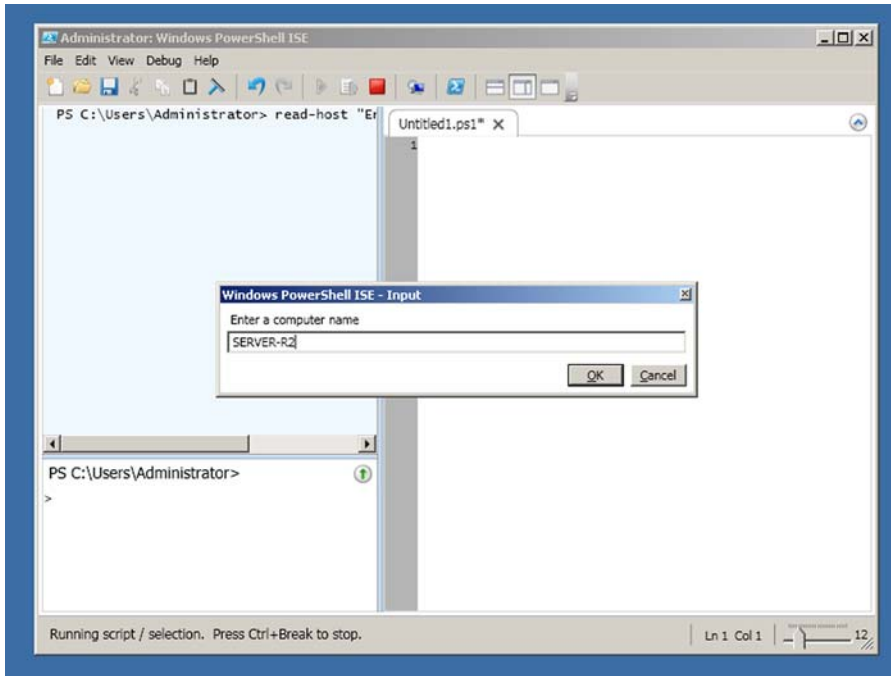 Administrator: Windows PowerShell ISE
File Edit View Debug Help
PS C:\Users\Administrator> read-host "Er
Untitled1.ps1* X
1
Windows PowerShell ISE - Input
Enter a computer name
SERVER-R2
OK Cancel
PS C:\Users\Administrator>
>
Running script / selection. Press Ctrl+Break to stop.
Ln 1 Col 1
12